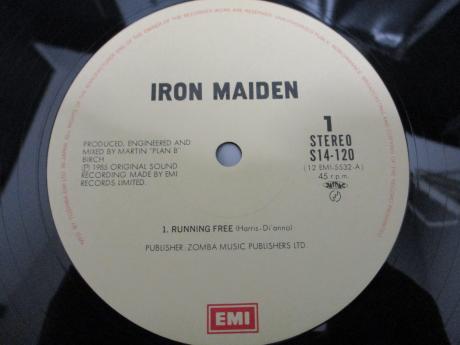 IRON MAIDEN
1
STEREO
S14-120
(12 EMI-5532-A)
45 r.p.m.
PRODUCED, ENGINEERED AND
MIXED BY MARTIN "PLAN B"
BIRCH
Ⓟ 1985 ORIGINAL SOUND
RECORDING MADE BY EMI
RECORDS LIMITED.
1. RUNNING FREE (Harris-Di'anno)
PUBLISHER: ZOMBA MUSIC PUBLISHERS LTD.
EMI